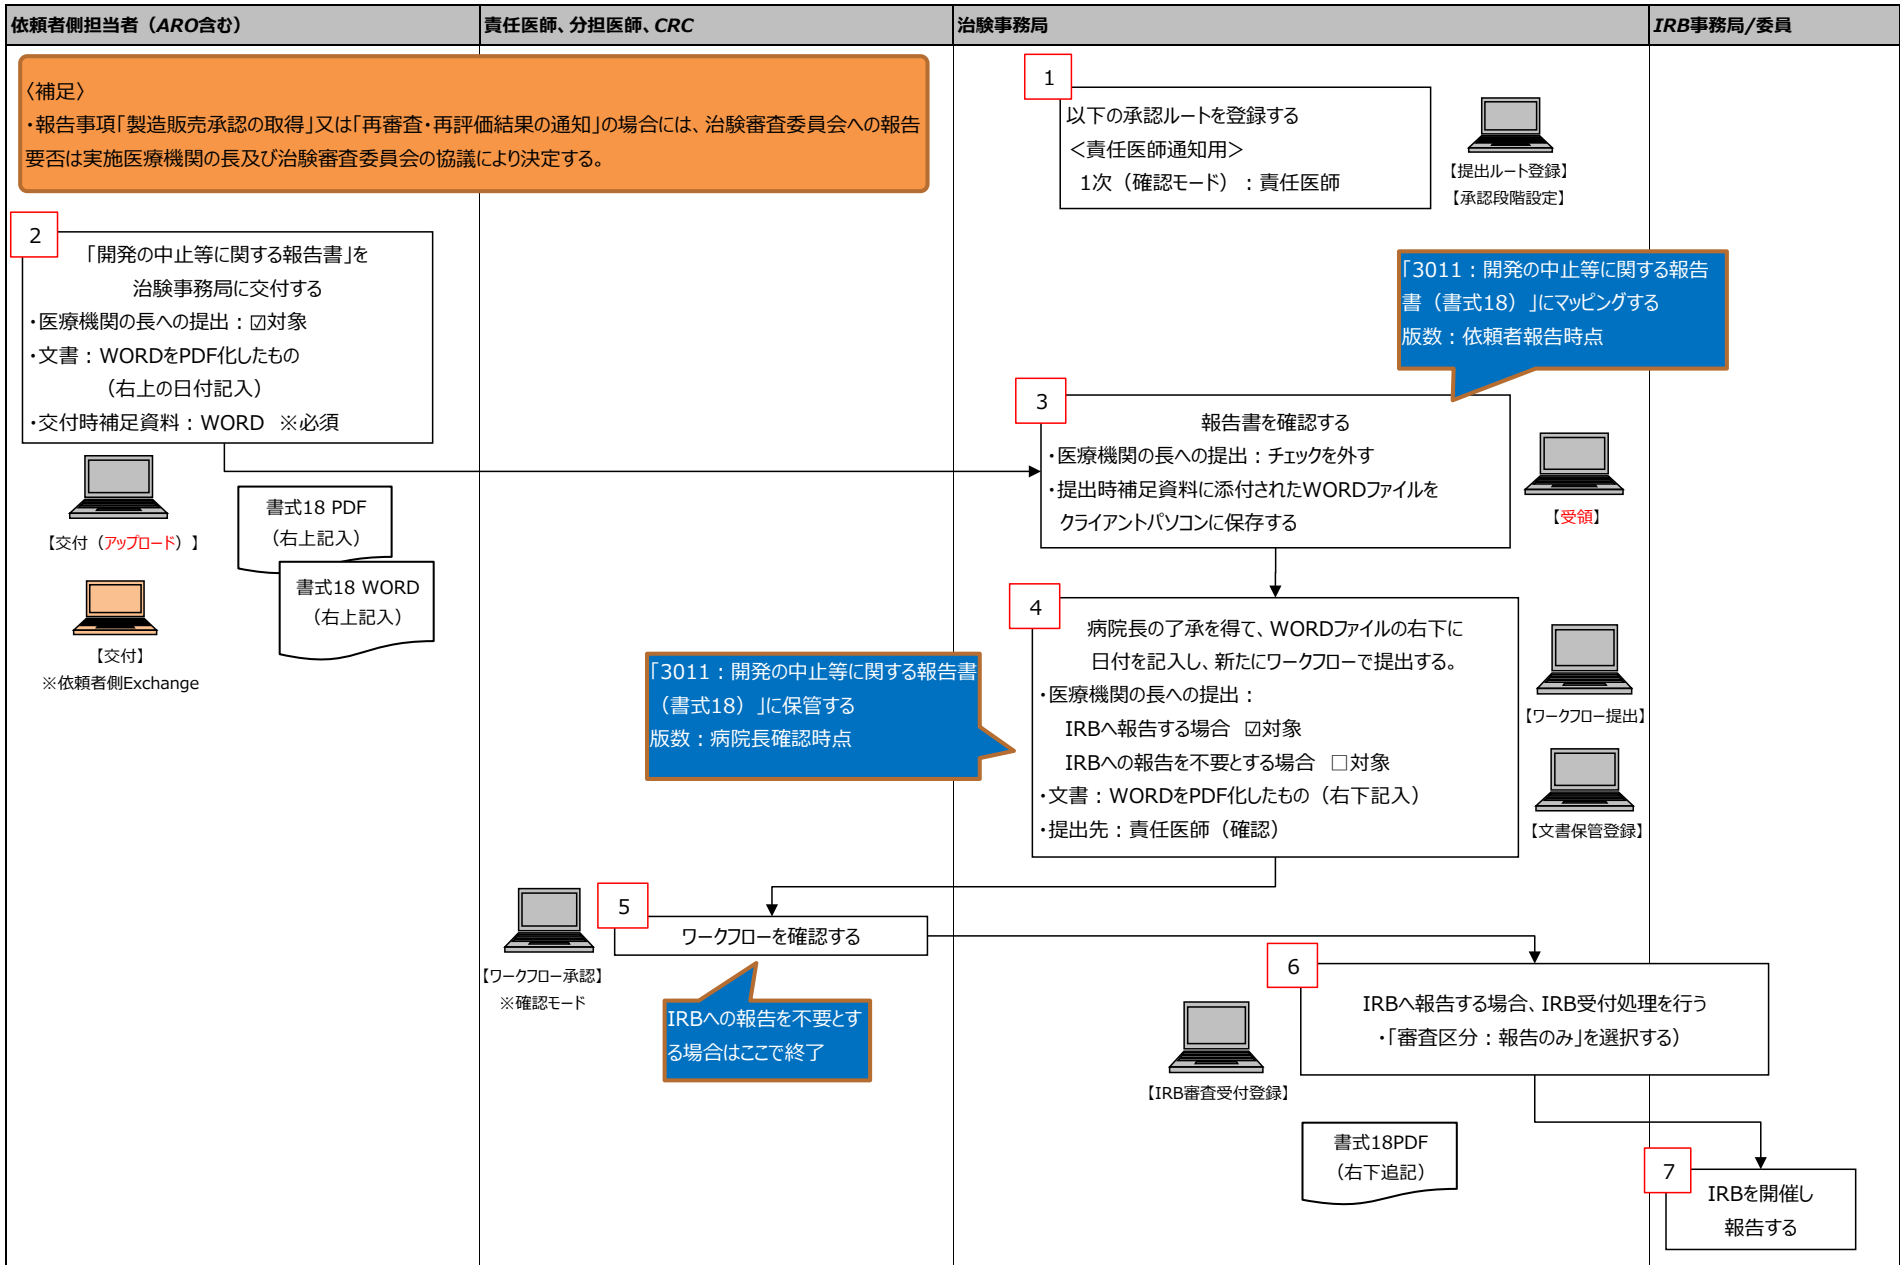 依頼者側担当者（ARO含む）
責任医師、分担医師、CRC
治験事務局
IRB事務局/委員
〈補足〉
・報告事項「製造販売承認の取得」又は「再審査・再評価結果の通知」の場合には、治験審査委員会への報告
要否は実施医療機関の長及び治験審査委員会の協議により決定する。
1
以下の承認ルートを登録する
＜責任医師通知用＞
1次（確認モード）：責任医師
【提出ルート登録】
【承認段階設定】
2
「開発の中止等に関する報告書」を
治験事務局に交付する
・医療機関の長への提出：☑対象
・文書：WORDをPDF化したもの
（右上の日付記入）
・交付時補足資料：WORD ※必須
【交付（アップロード）】
【交付】
※依頼者側Exchange
書式18 PDF
（右上記入）
書式18 WORD
（右上記入）
「3011：開発の中止等に関する報告
書（書式18）」にマッピングする
版数：依頼者報告時点
3
報告書を確認する
・医療機関の長への提出：チェックを外す
・提出時補足資料に添付されたWORDファイルを
クライアントパソコンに保存する
【受領】
4
病院長の了承を得て、WORDファイルの右下に
日付を記入し、新たにワークフローで提出する。
・医療機関の長への提出：
IRBへ報告する場合 ☑対象
IRBへの報告を不要とする場合 □対象
・文書：WORDをPDF化したもの（右下記入）
・提出先：責任医師（確認）
【ワークフロー提出】
【文書保管登録】
「3011：開発の中止等に関する報告書
（書式18）」に保管する
版数：病院長確認時点
5
ワークフローを確認する
【ワークフロー承認】
※確認モード
IRBへの報告を不要とす
る場合はここで終了
6
IRBへ報告する場合、IRB受付処理を行う
・「審査区分：報告のみ」を選択する）
【IRB審査受付登録】
書式18PDF
（右下追記）
7
IRBを開催し
報告する